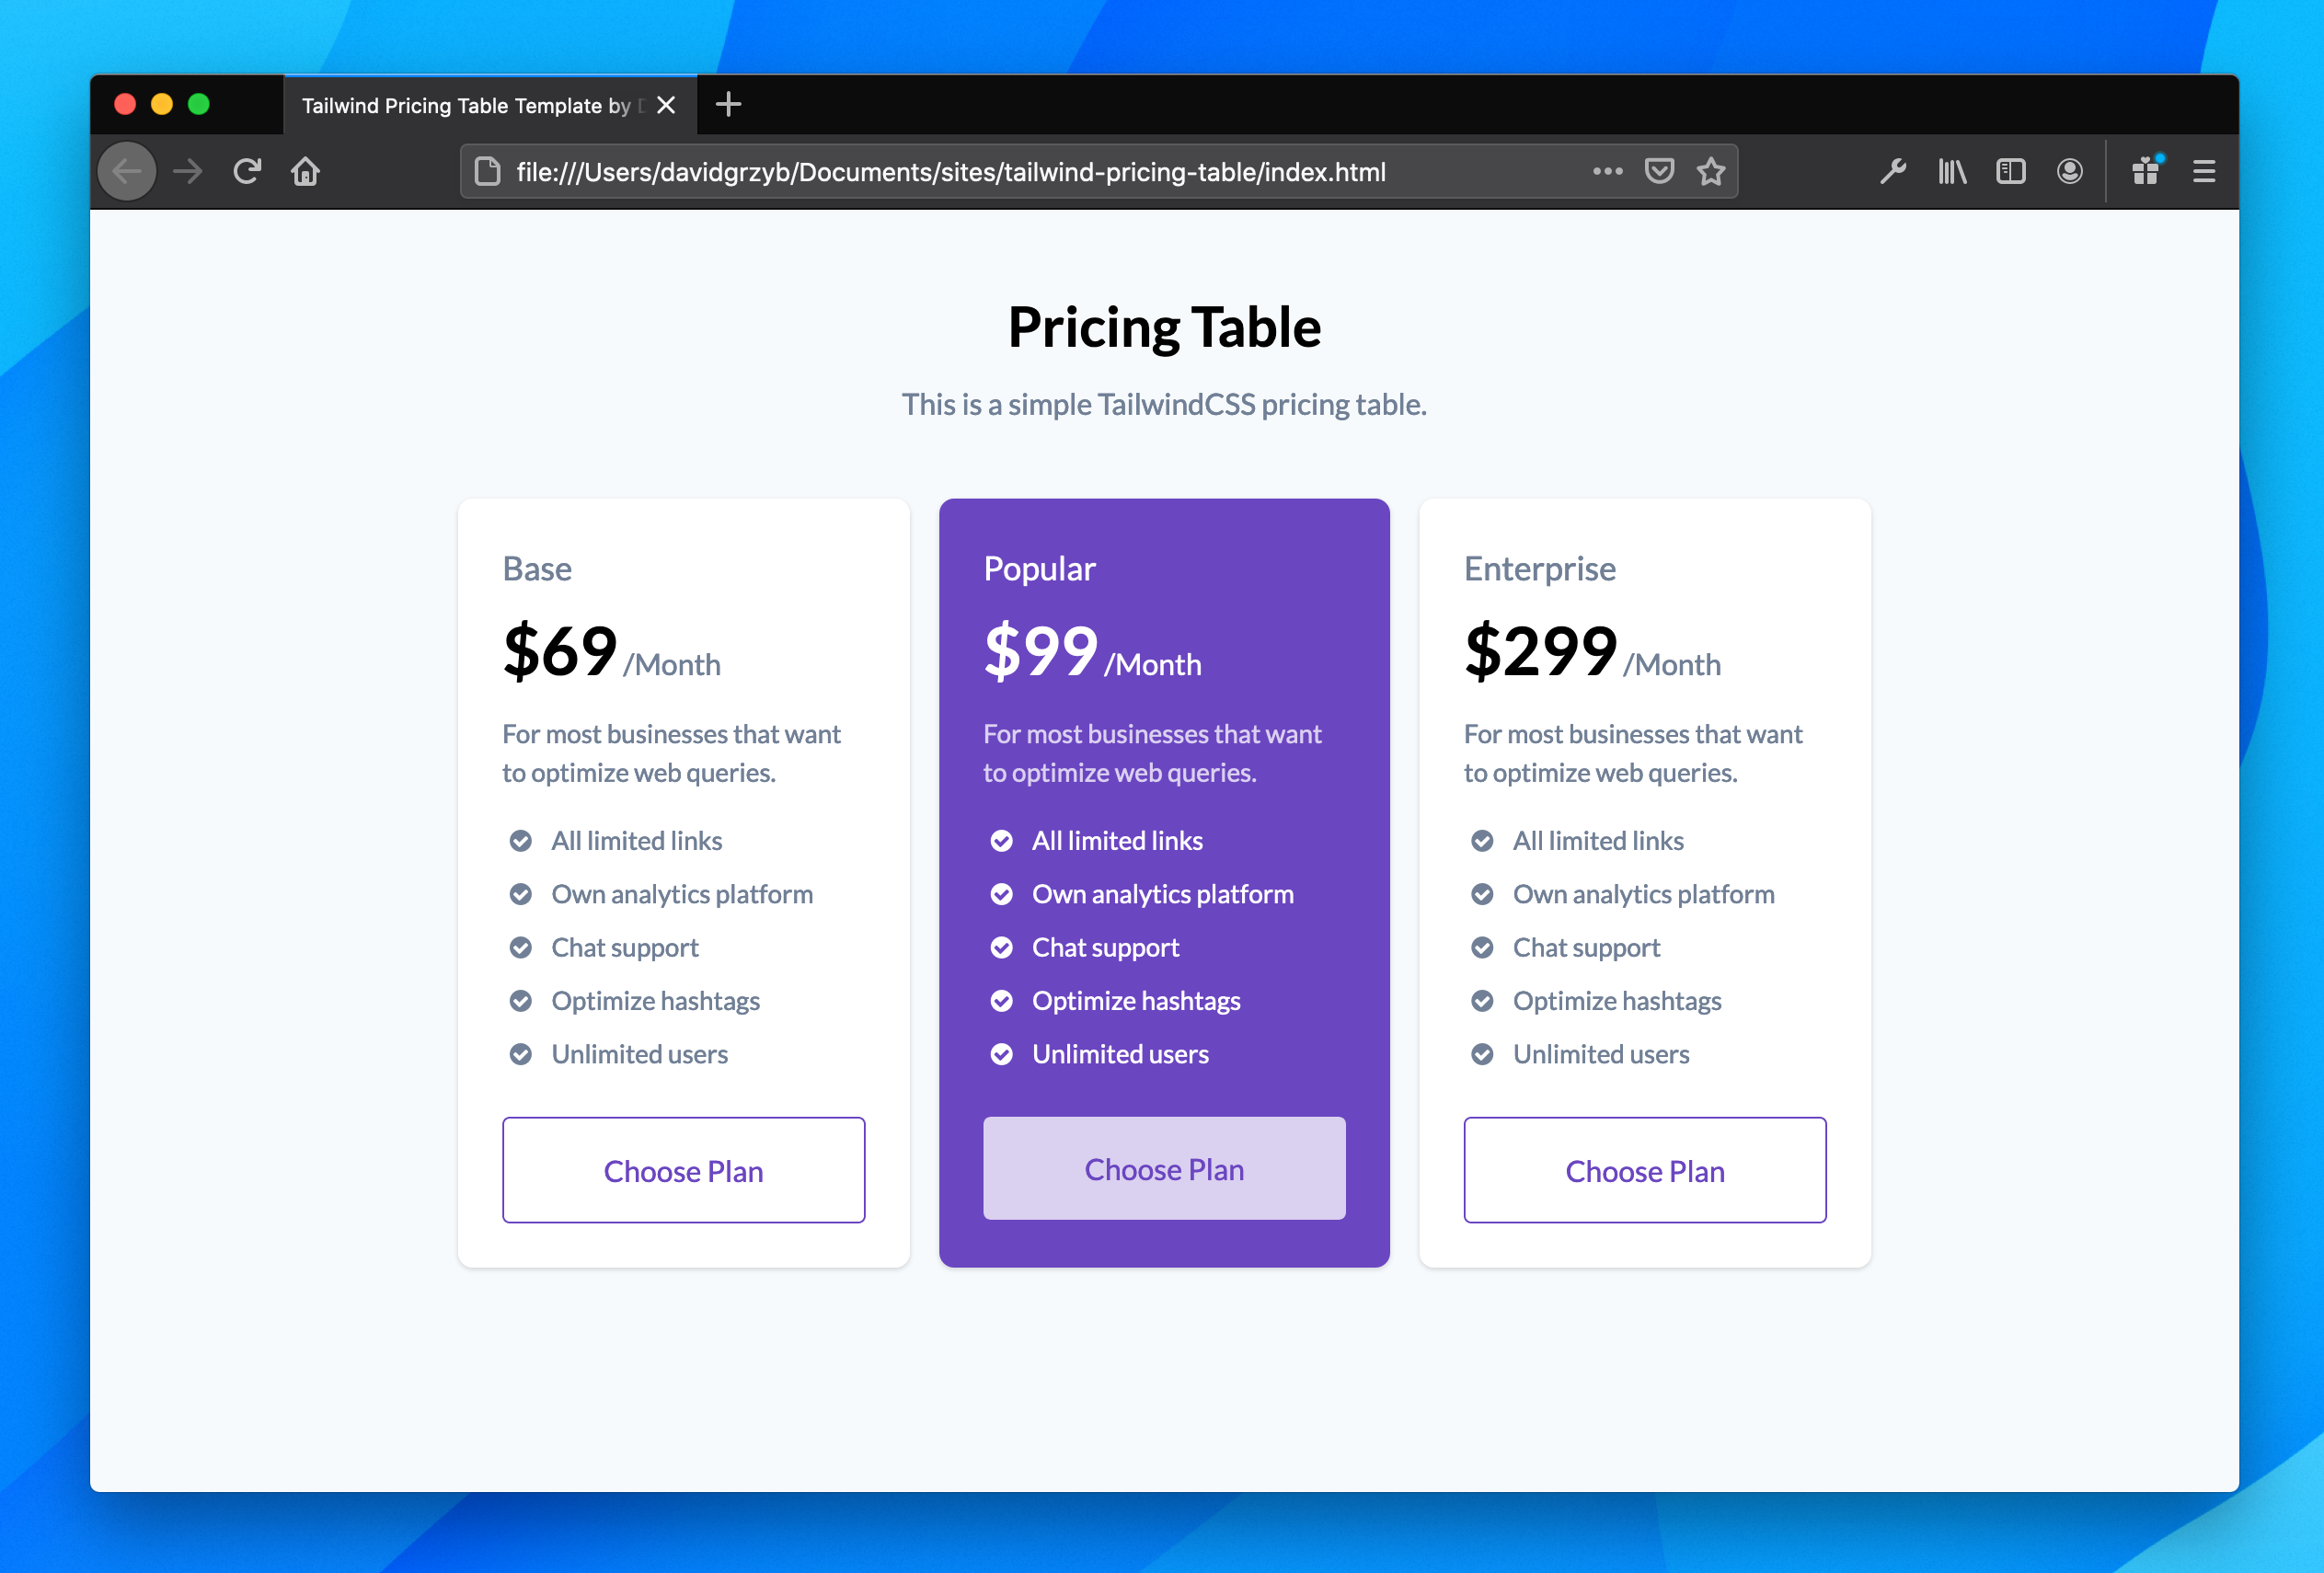 Tailwind Pricing Table Template by
file:///Users/davidgrzyb/Documents/sites/tailwind-pricing-table/index.html
Pricing Table
This is a simple TailwindCSS pricing table.
Base
$69 /Month
For most businesses that want
to optimize web queries.
All limited links
Own analytics platform
Chat support
Optimize hashtags
Unlimited users
Choose Plan
Popular
$99 /Month
For most businesses that want
to optimize web queries.
All limited links
Own analytics platform
Chat support
Optimize hashtags
Unlimited users
Choose Plan
Enterprise
$299 /Month
For most businesses that want
to optimize web queries.
All limited links
Own analytics platform
Chat support
Optimize hashtags
Unlimited users
Choose Plan